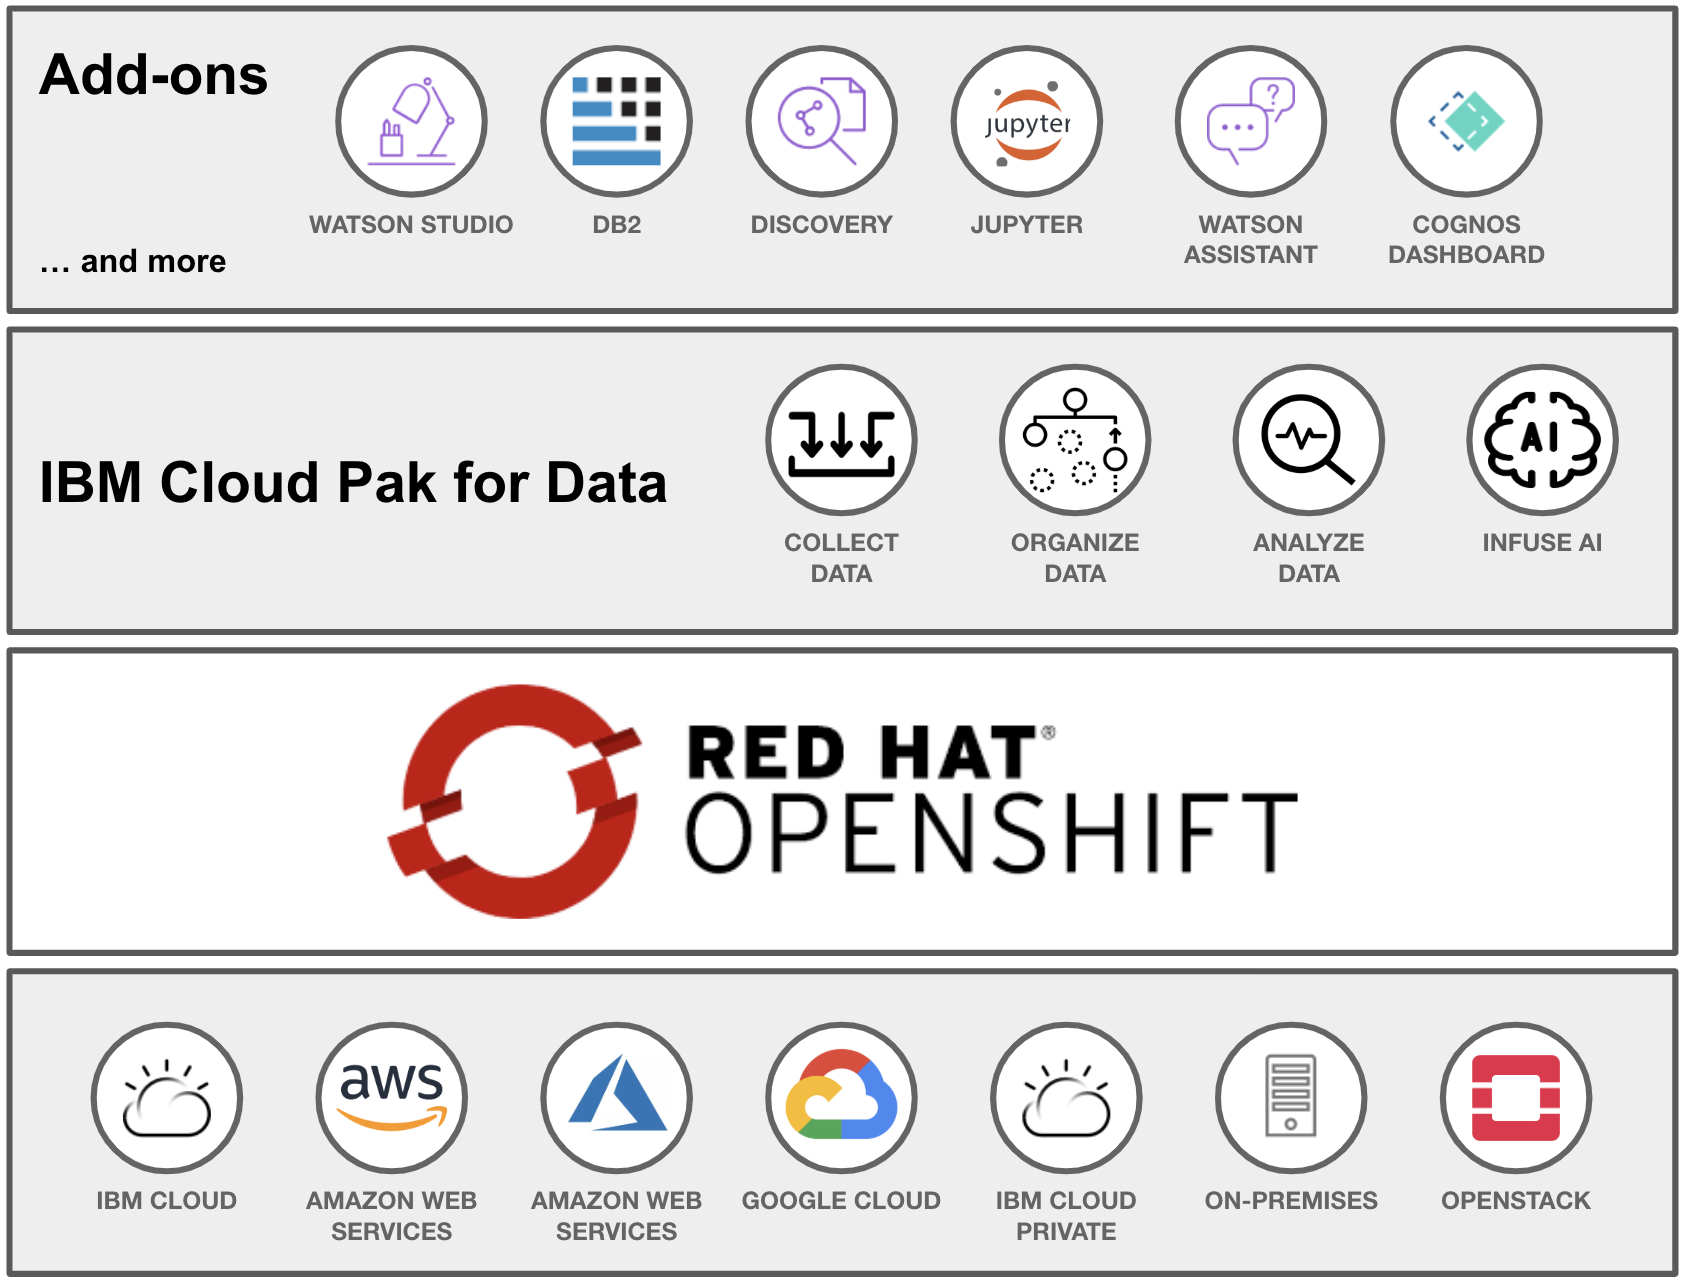 Add-ons
jupyter
WATSON STUDIO
DB2
DISCOVERY
JUPYTER
WATSON
ASSISTANT
COGNOS
DASHBOARD
… and more
IBM Cloud Pak for Data
AI
COLLECT
DATA
ORGANIZE
DATA
ANALYZE
DATA
INFUSE AI
RED HAT®
OPENSHIFT
aws
IBM CLOUD
AMAZON WEB
SERVICES
AMAZON WEB
SERVICES
GOOGLE CLOUD
IBM CLOUD
PRIVATE
ON-PREMISES
OPENSTACK